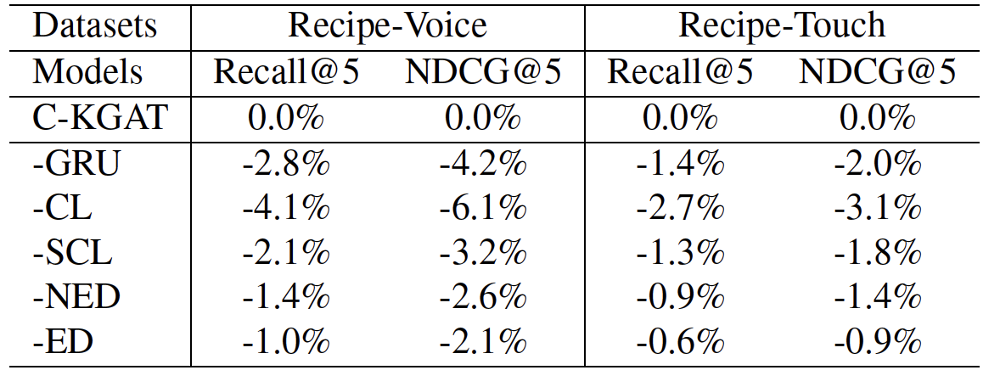 Datasets Recipe-Voice Recipe-Touch
Models Recall@5 NDCG@5 Recall@5 NDCG@5
C-KGAT 0.0% 0.0% 0.0% 0.0%
-GRU -2.8% -4.2% -1.4% -2.0%
-CL -4.1% -6.1% -2.7% -3.1%
-SCL -2.1% -3.2% -1.3% -1.8%
-NED -1.4% -2.6% -0.9% -1.4%
-ED -1.0% -2.1% -0.6% -0.9%